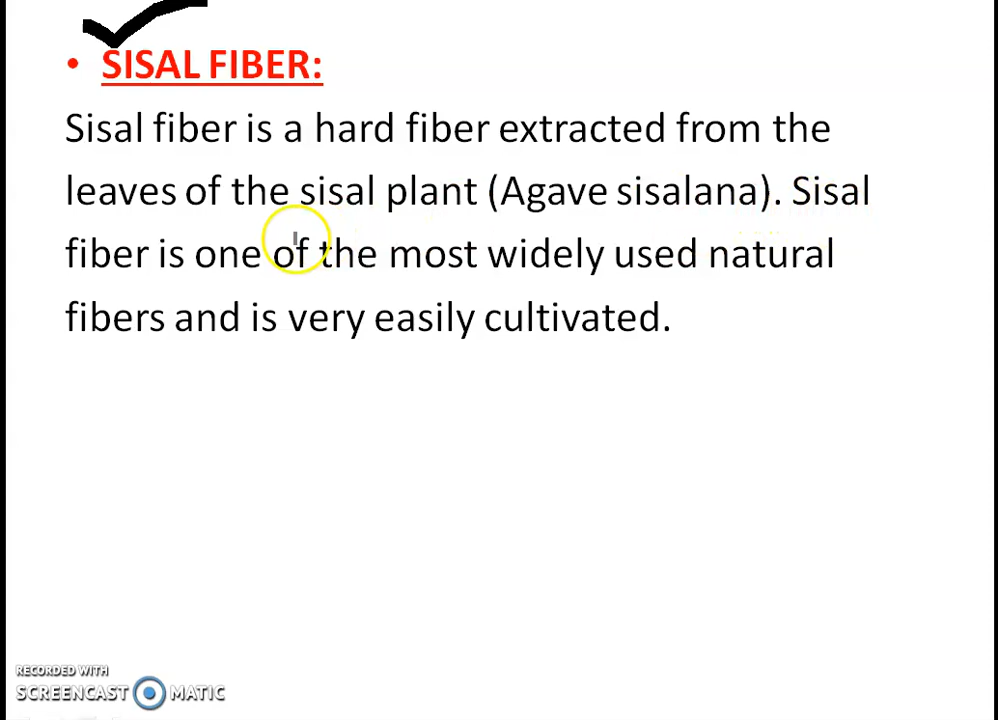 • SISAL FIBER:
Sisal fiber is a hard fiber extracted from the
leaves of the sisal plant (Agave sisalana). Sisal
fiber is one of the most widely used natural
fibers and is very easily cultivated.
RECORDED WITH
SCREENCAST MATIC